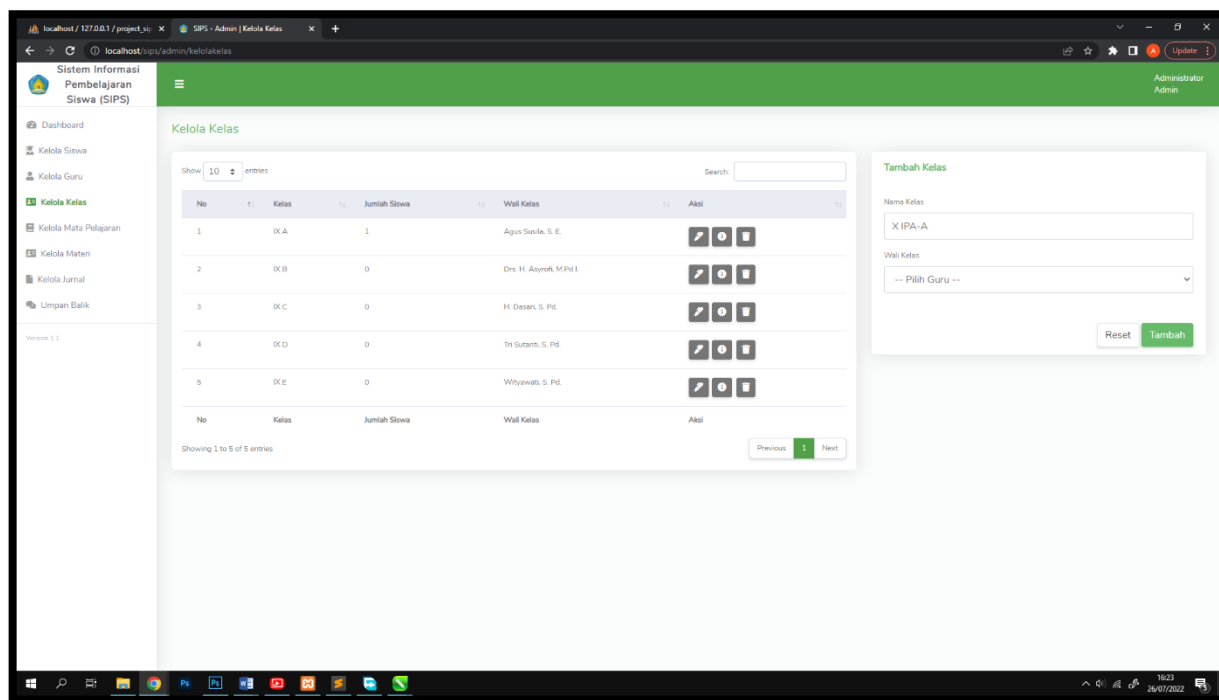 localhost / 127.0.0.1 / project_sip
SIPS - Admin | Kelola Kelas
localhost/sips/admin/kelolakelas
A
Update
Sistem Informasi
Pembelajaran
Siswa (SIPS)
Administrator
Admin
Dashboard
Kelola Siswa
Kelola Guru
Kelola Kelas
Kelola Mata Pelajaran
Kelola Materi
Kelola Jurnal
Umpan Balik
Version 1.1
Kelola Kelas
Show 10 entries
Search:
No Kelas Jumlah Siswa Wali Kelas Aksi
1 IX A 1 Agus Susila, S. E.
2 IX B 0 Drs. H. Asyrofi, M.Pd I.
3 IX C 0 H. Dasari, S. Pd.
4 IX D 0 Tri Sutanti, S. Pd.
5 IX E 0 Wityawati, S. Pd.
No Kelas Jumlah Siswa Wali Kelas Aksi
Showing 1 to 5 of 5 entries
Previous 1 Next
Tambah Kelas
Nama Kelas
X IPA-A
Wali Kelas
-- Pilih Guru --
Reset Tambah
Ps Ps
16:23
26/07/2022